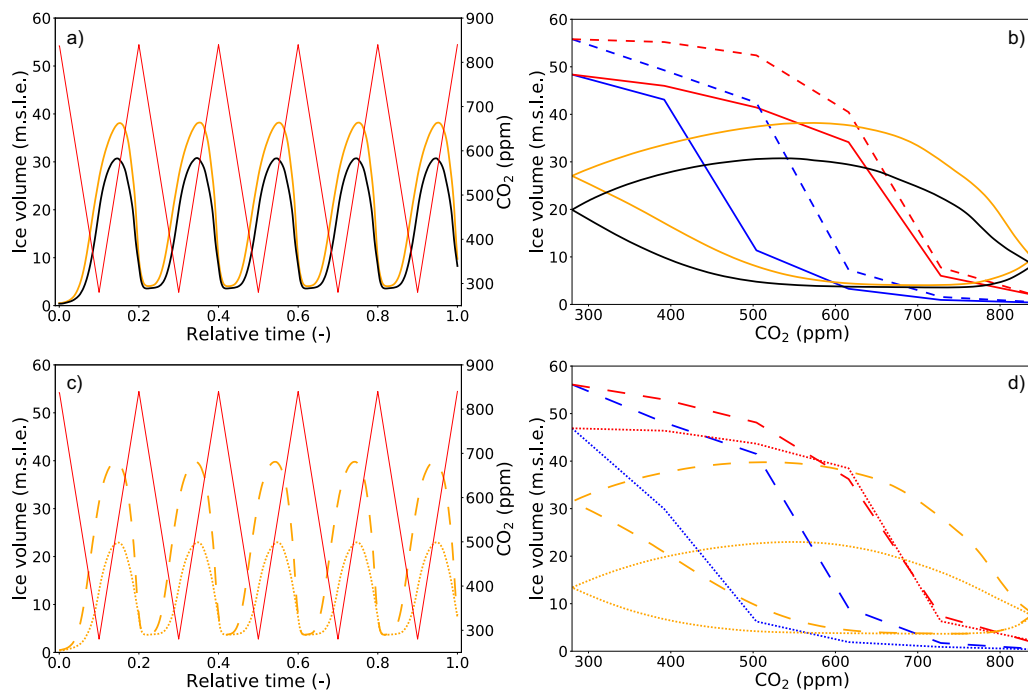 a)
60
50
40
30
20
10
0
Ice volume (m.s.l.e.)
900
800
700
600
500
400
300
CO2 (ppm)
0.0 0.2 0.4 0.6 0.8 1.0
Relative time (-)
b)
60
50
40
30
20
10
0
Ice volume (m.s.l.e.)
300 400 500 600 700 800
CO₂ (ppm)
c)
60
50
40
30
20
10
0
Ice volume (m.s.l.e.)
900
800
700
600
500
400
300
CO₂ (ppm)
0.0 0.2 0.4 0.6 0.8 1.0
Relative time (-)
d)
60
50
40
30
20
10
0
Ice volume (m.s.l.e.)
300 400 500 600 700 800
CO₂ (ppm)